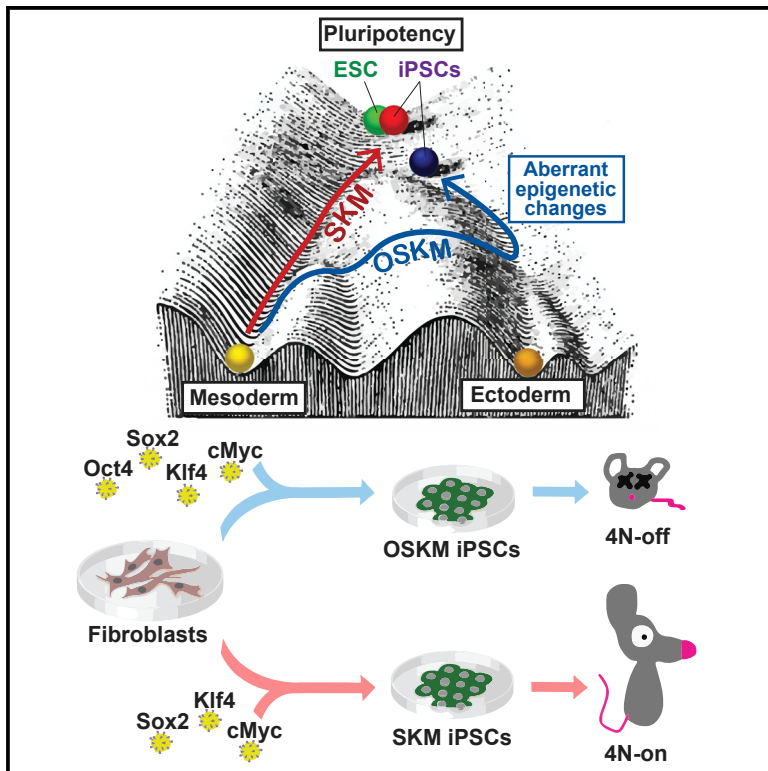 Pluripotency
ESC iPSCs
Aberrant
epigenetic
changes
SKM
OSKM
Mesoderm Ectoderm
Sox2
cMyc
Oct4
Klf4
OSKM iPSCs
4N-off
Fibroblasts
Klf4
Sox2
cMyc
SKM iPSCs
4N-on